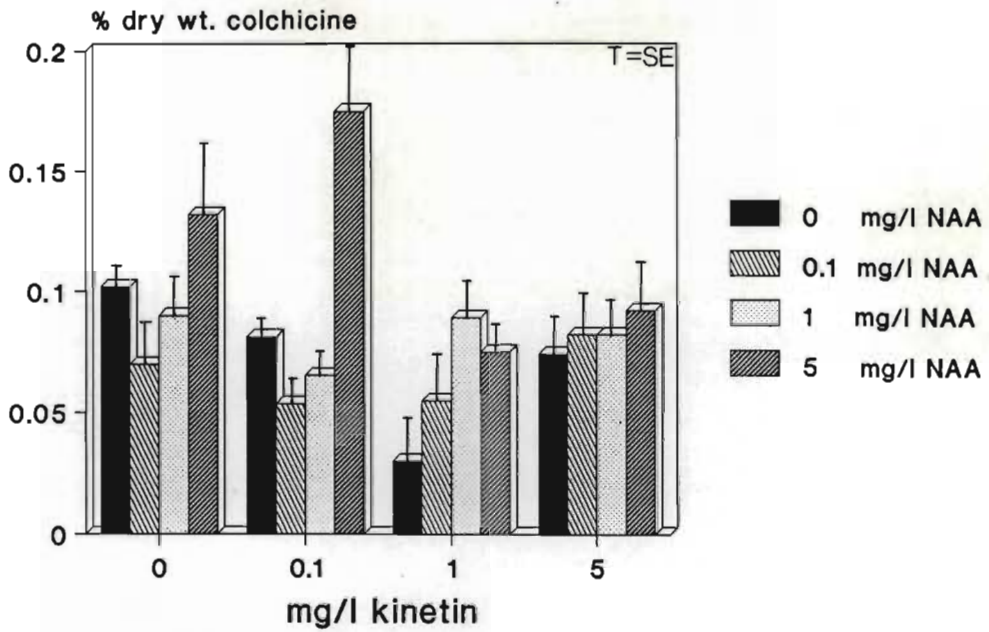 % dry wt. colchicine
T=SE
0.2
0.15
0.1
0.05
0
0 0.1 1 5
mg/l kinetin
0 mg/l NAA
0.1 mg/l NAA
1 mg/l NAA
5 mg/l NAA